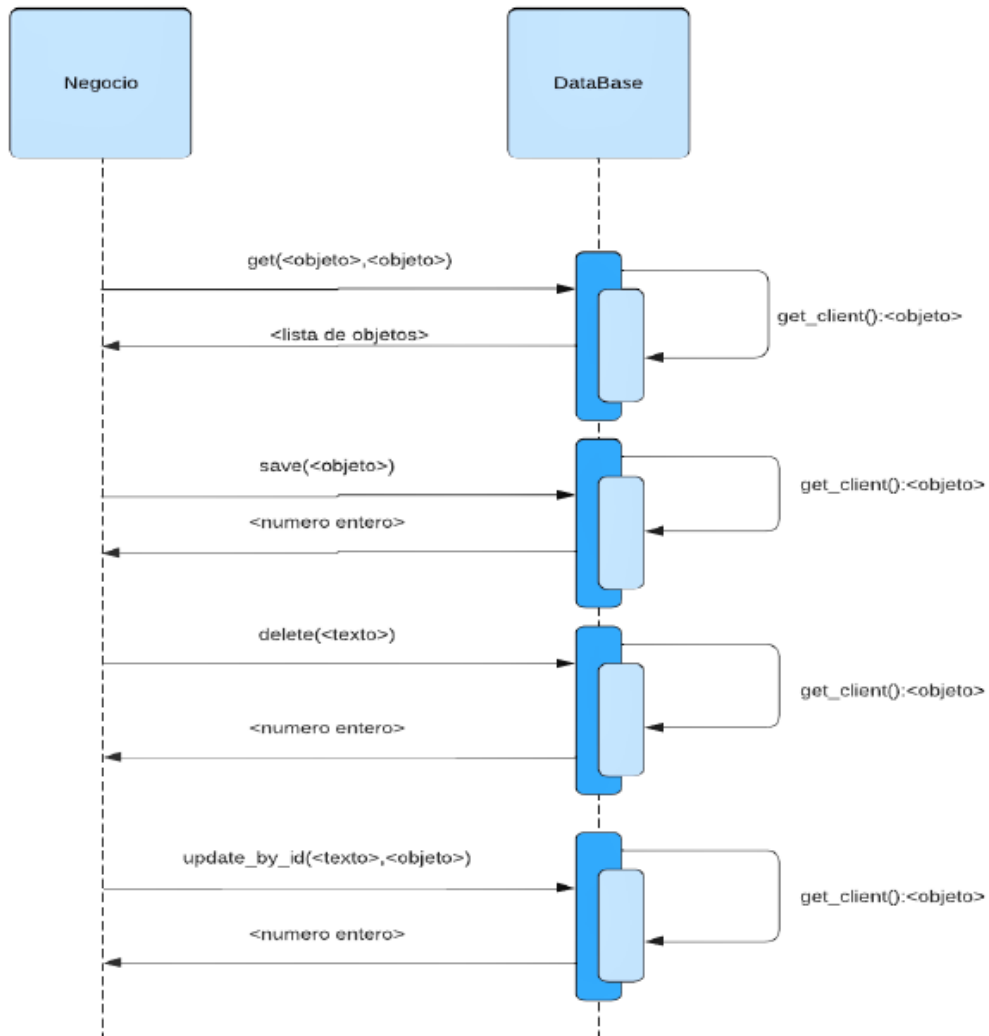 Negocio
DataBase
get(<objeto>,<objeto>)
get_client():<objeto>
<lista de objetos>
save(<objeto>)
get_client():<objeto>
<numero entero>
delete(<texto>)
get_client():<objeto>
<numero entero>
update_by_id(<texto>,<objeto>)
get_client():<objeto>
<numero entero>